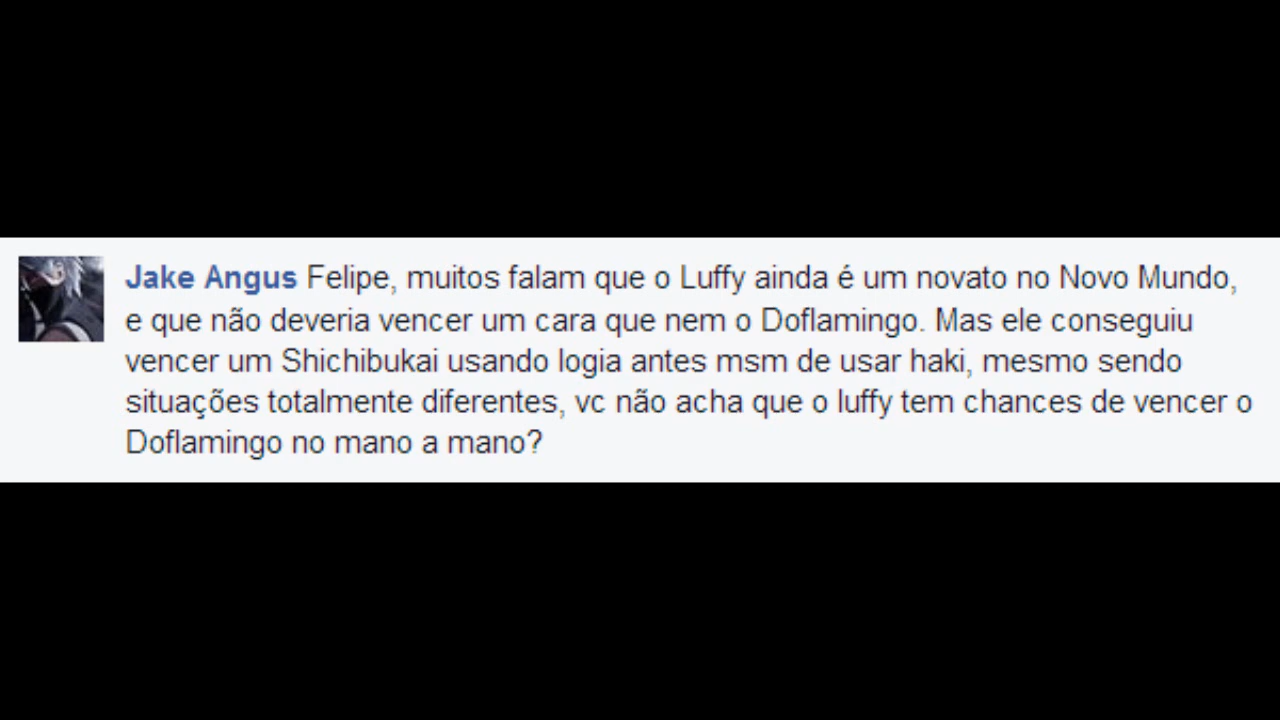 Jake Angus Felipe, muitos falam que o Luffy ainda é um novato no Novo Mundo,
e que não deveria vencer um cara que nem o Doflamingo. Mas ele conseguiu
vencer um Shichibukai usando logia antes msm de usar haki, mesmo sendo
situações totalmente diferentes, vc não acha que o luffy tem chances de vencer o
Doflamingo no mano a mano?